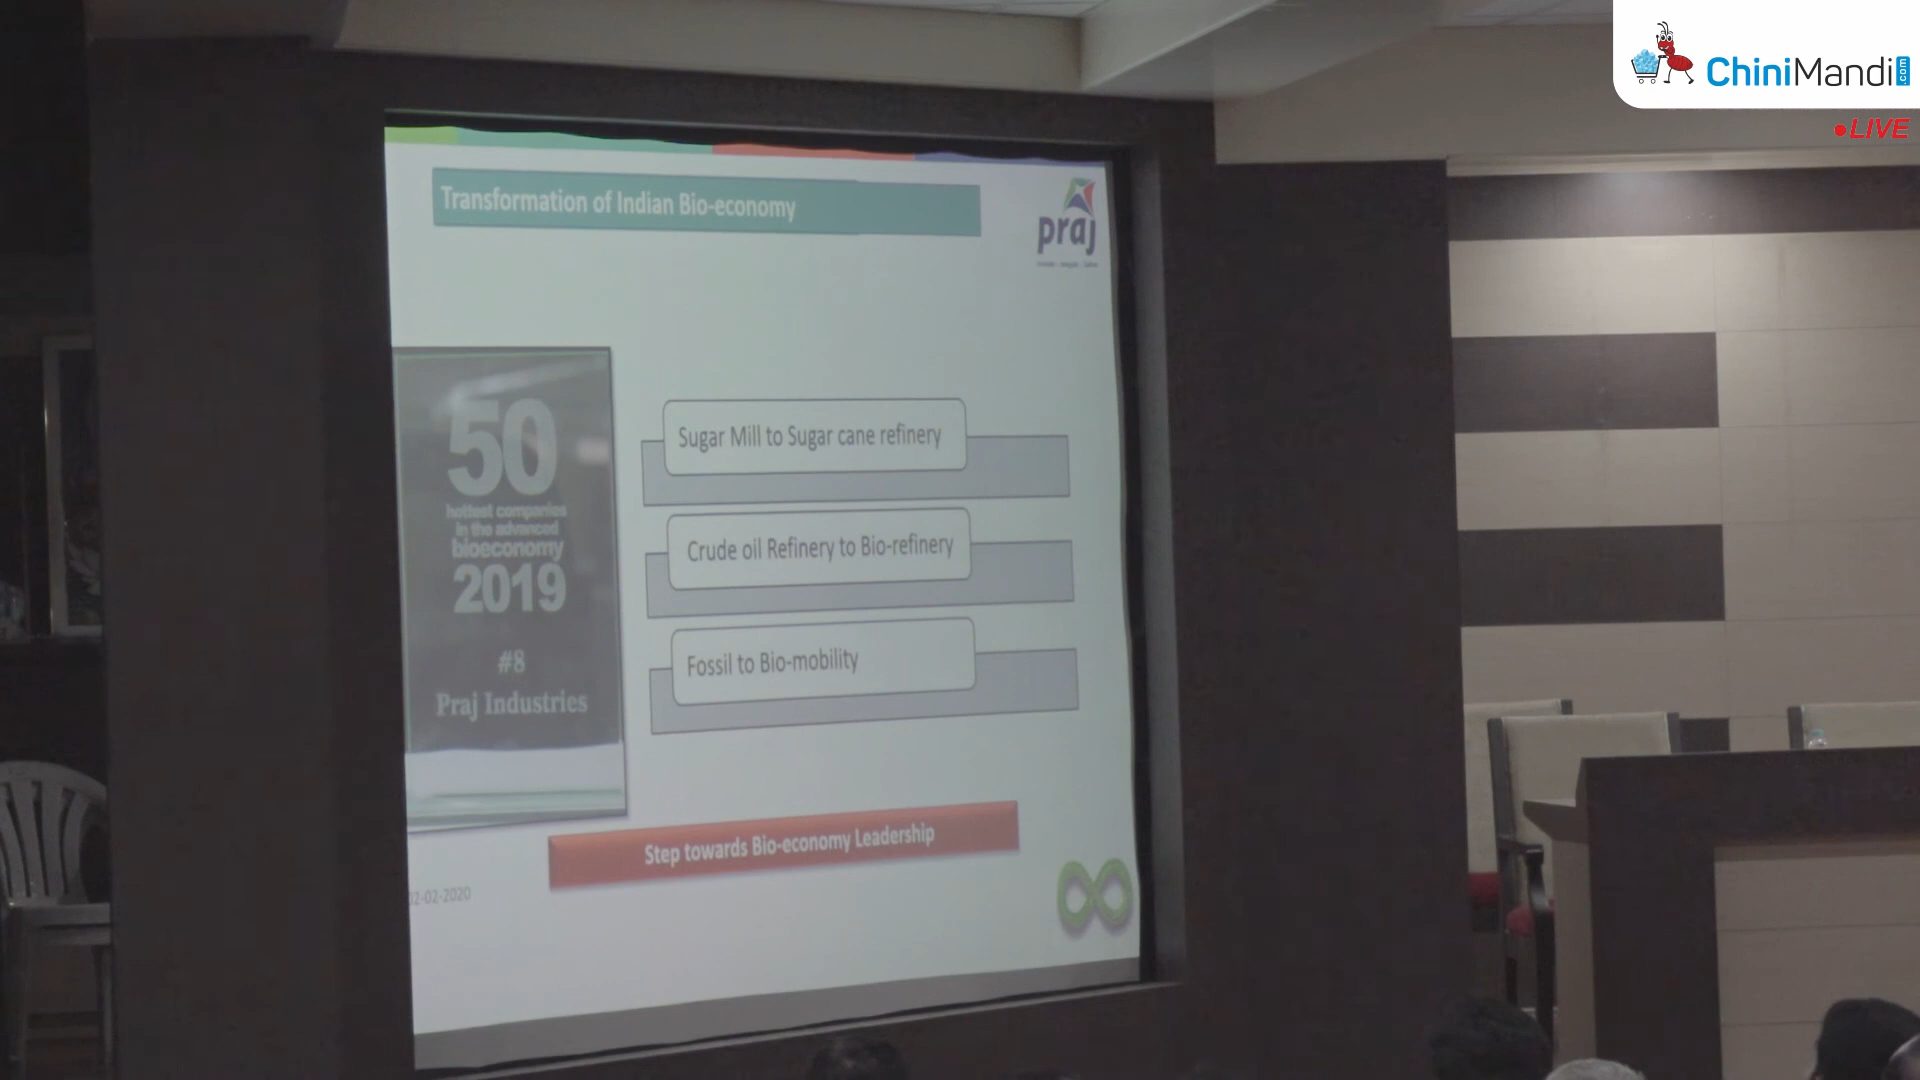 ChiniMandi.com
LIVE
Transformation of Indian Bio-economy
praj
50
hottest companies
in the advanced
bioeconomy
2019
#8
Praj Industries
Sugar Mill to Sugar cane refinery
Crude oil Refinery to Bio-refinery
Fossil to Bio-mobility
Step towards Bio-economy Leadership
02-02-2020